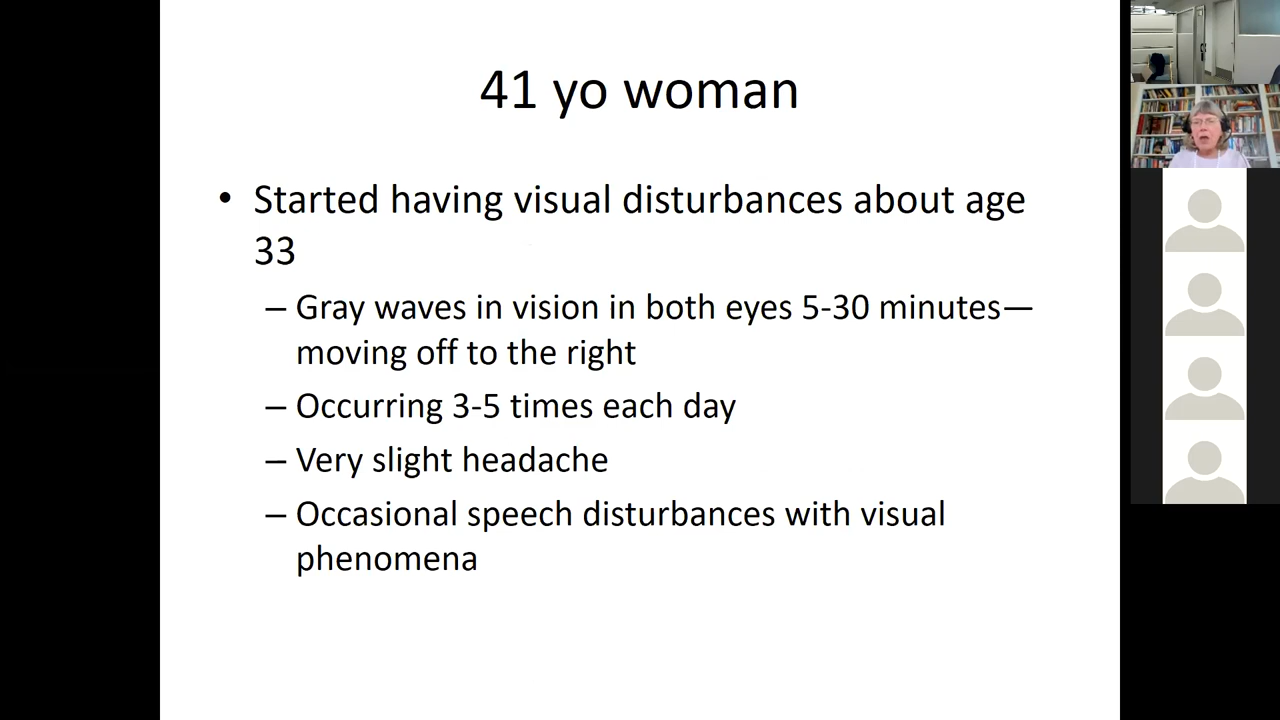 41 yo woman
• Started having visual disturbances about age
33
– Gray waves in vision in both eyes 5-30 minutes—
moving off to the right
– Occurring 3-5 times each day
– Very slight headache
– Occasional speech disturbances with visual
phenomena